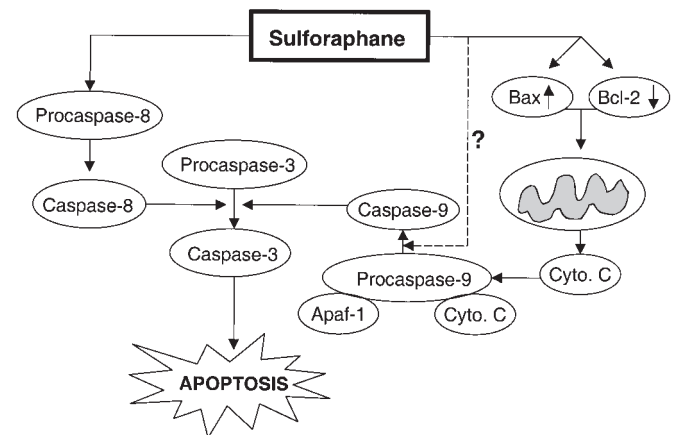 Sulforaphane
Bax
Bcl-2
Procaspase-8
?
Procaspase-3
Caspase-8
Caspase-9
Caspase-3
Procaspase-9
Cyto. C
Apaf-1
Cyto. C
APOPTOSIS